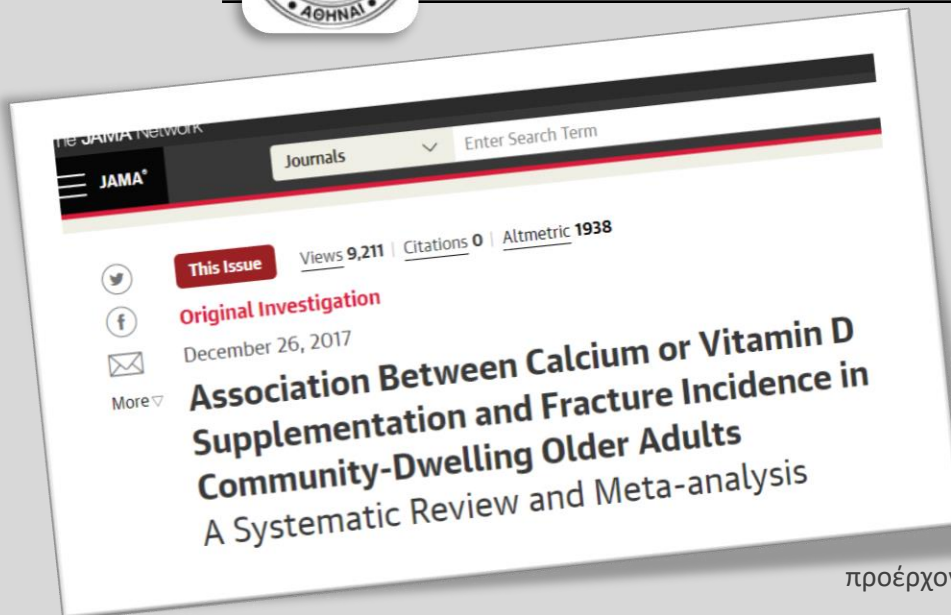 ΑΘΗΝΑΙ
The JAMA Network
JAMA®
Journals
Enter Search Term
This Issue
Views 9,211 | Citations 0 | Altmetric 1938
Original Investigation
December 26, 2017
More
Association Between Calcium or Vitamin D
Supplementation and Fracture Incidence in
Community-Dwelling Older Adults
A Systematic Review and Meta-analysis